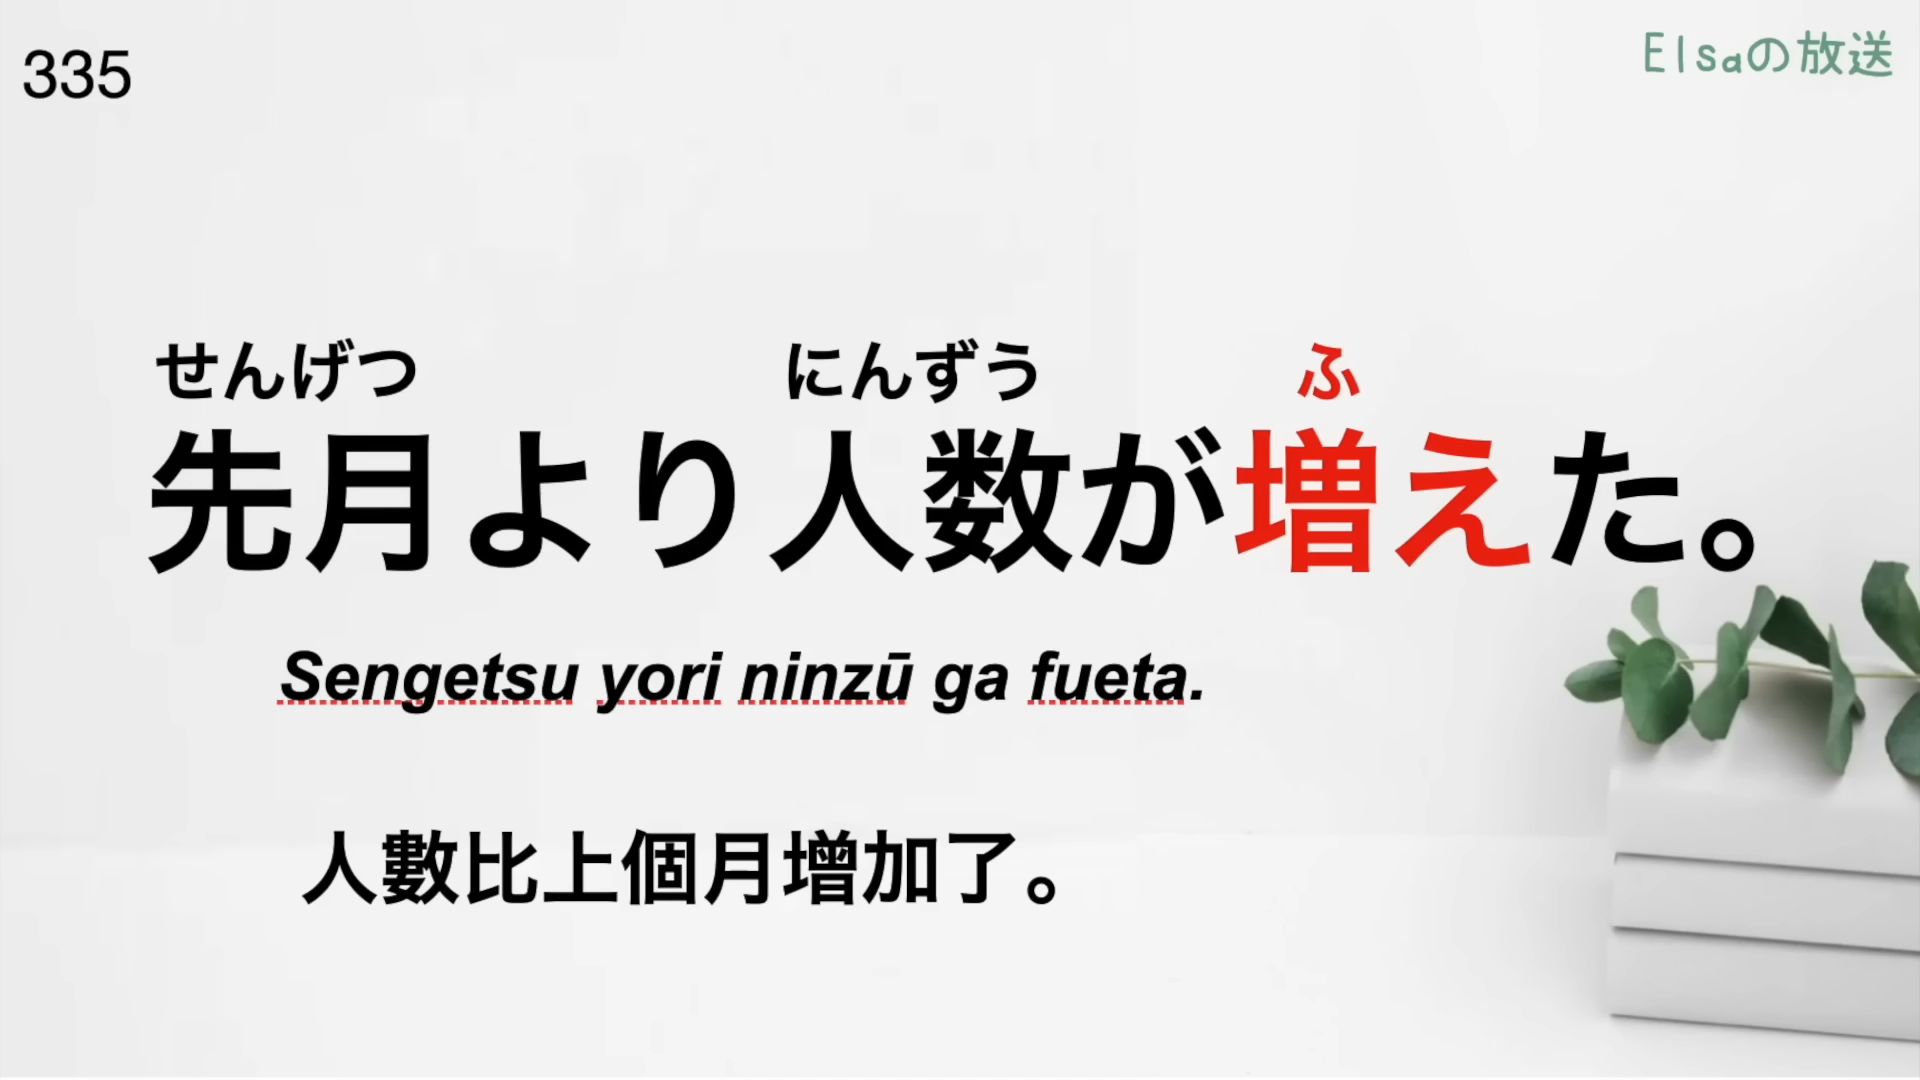 335
Elsaの放送
せんげつ にんずう ふ
先月より人数が増えた。
Sengetsu yori ninzū ga fueta.
人數比上個月增加了。